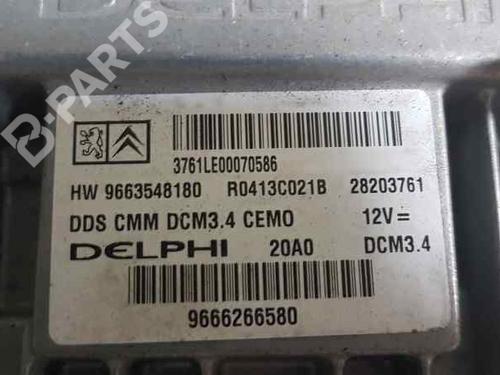 B-PARTS
3761LE00070586
HW 9663548180 R0413C021B 28203761
DDS CMM DCM3.4 CEMO 12V=
DELPHI 20A0 DCM3.4
9666266580